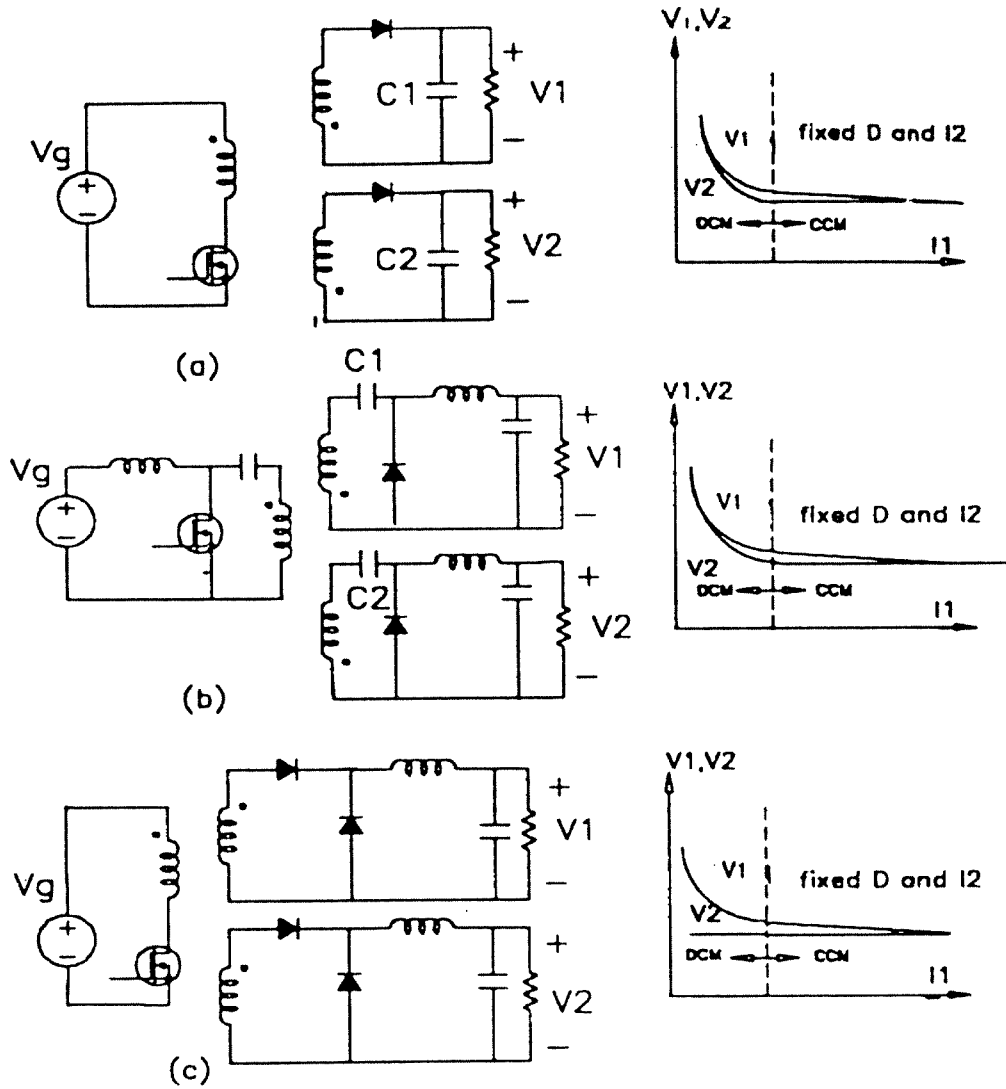 Vg
C1
+
V1
−
C2
+
V2
−
(a)
V1,V2
V1
fixed D and I2
V2
DCM
CCM
I1
Vg
C1
+
V1
−
C2
+
V2
−
(b)
V1,V2
V1
fixed D and I2
V2
DCM
CCM
I1
Vg
+
V1
−
+
V2
−
(c)
V1,V2
V1
fixed D and I2
V2
DCM
CCM
I1